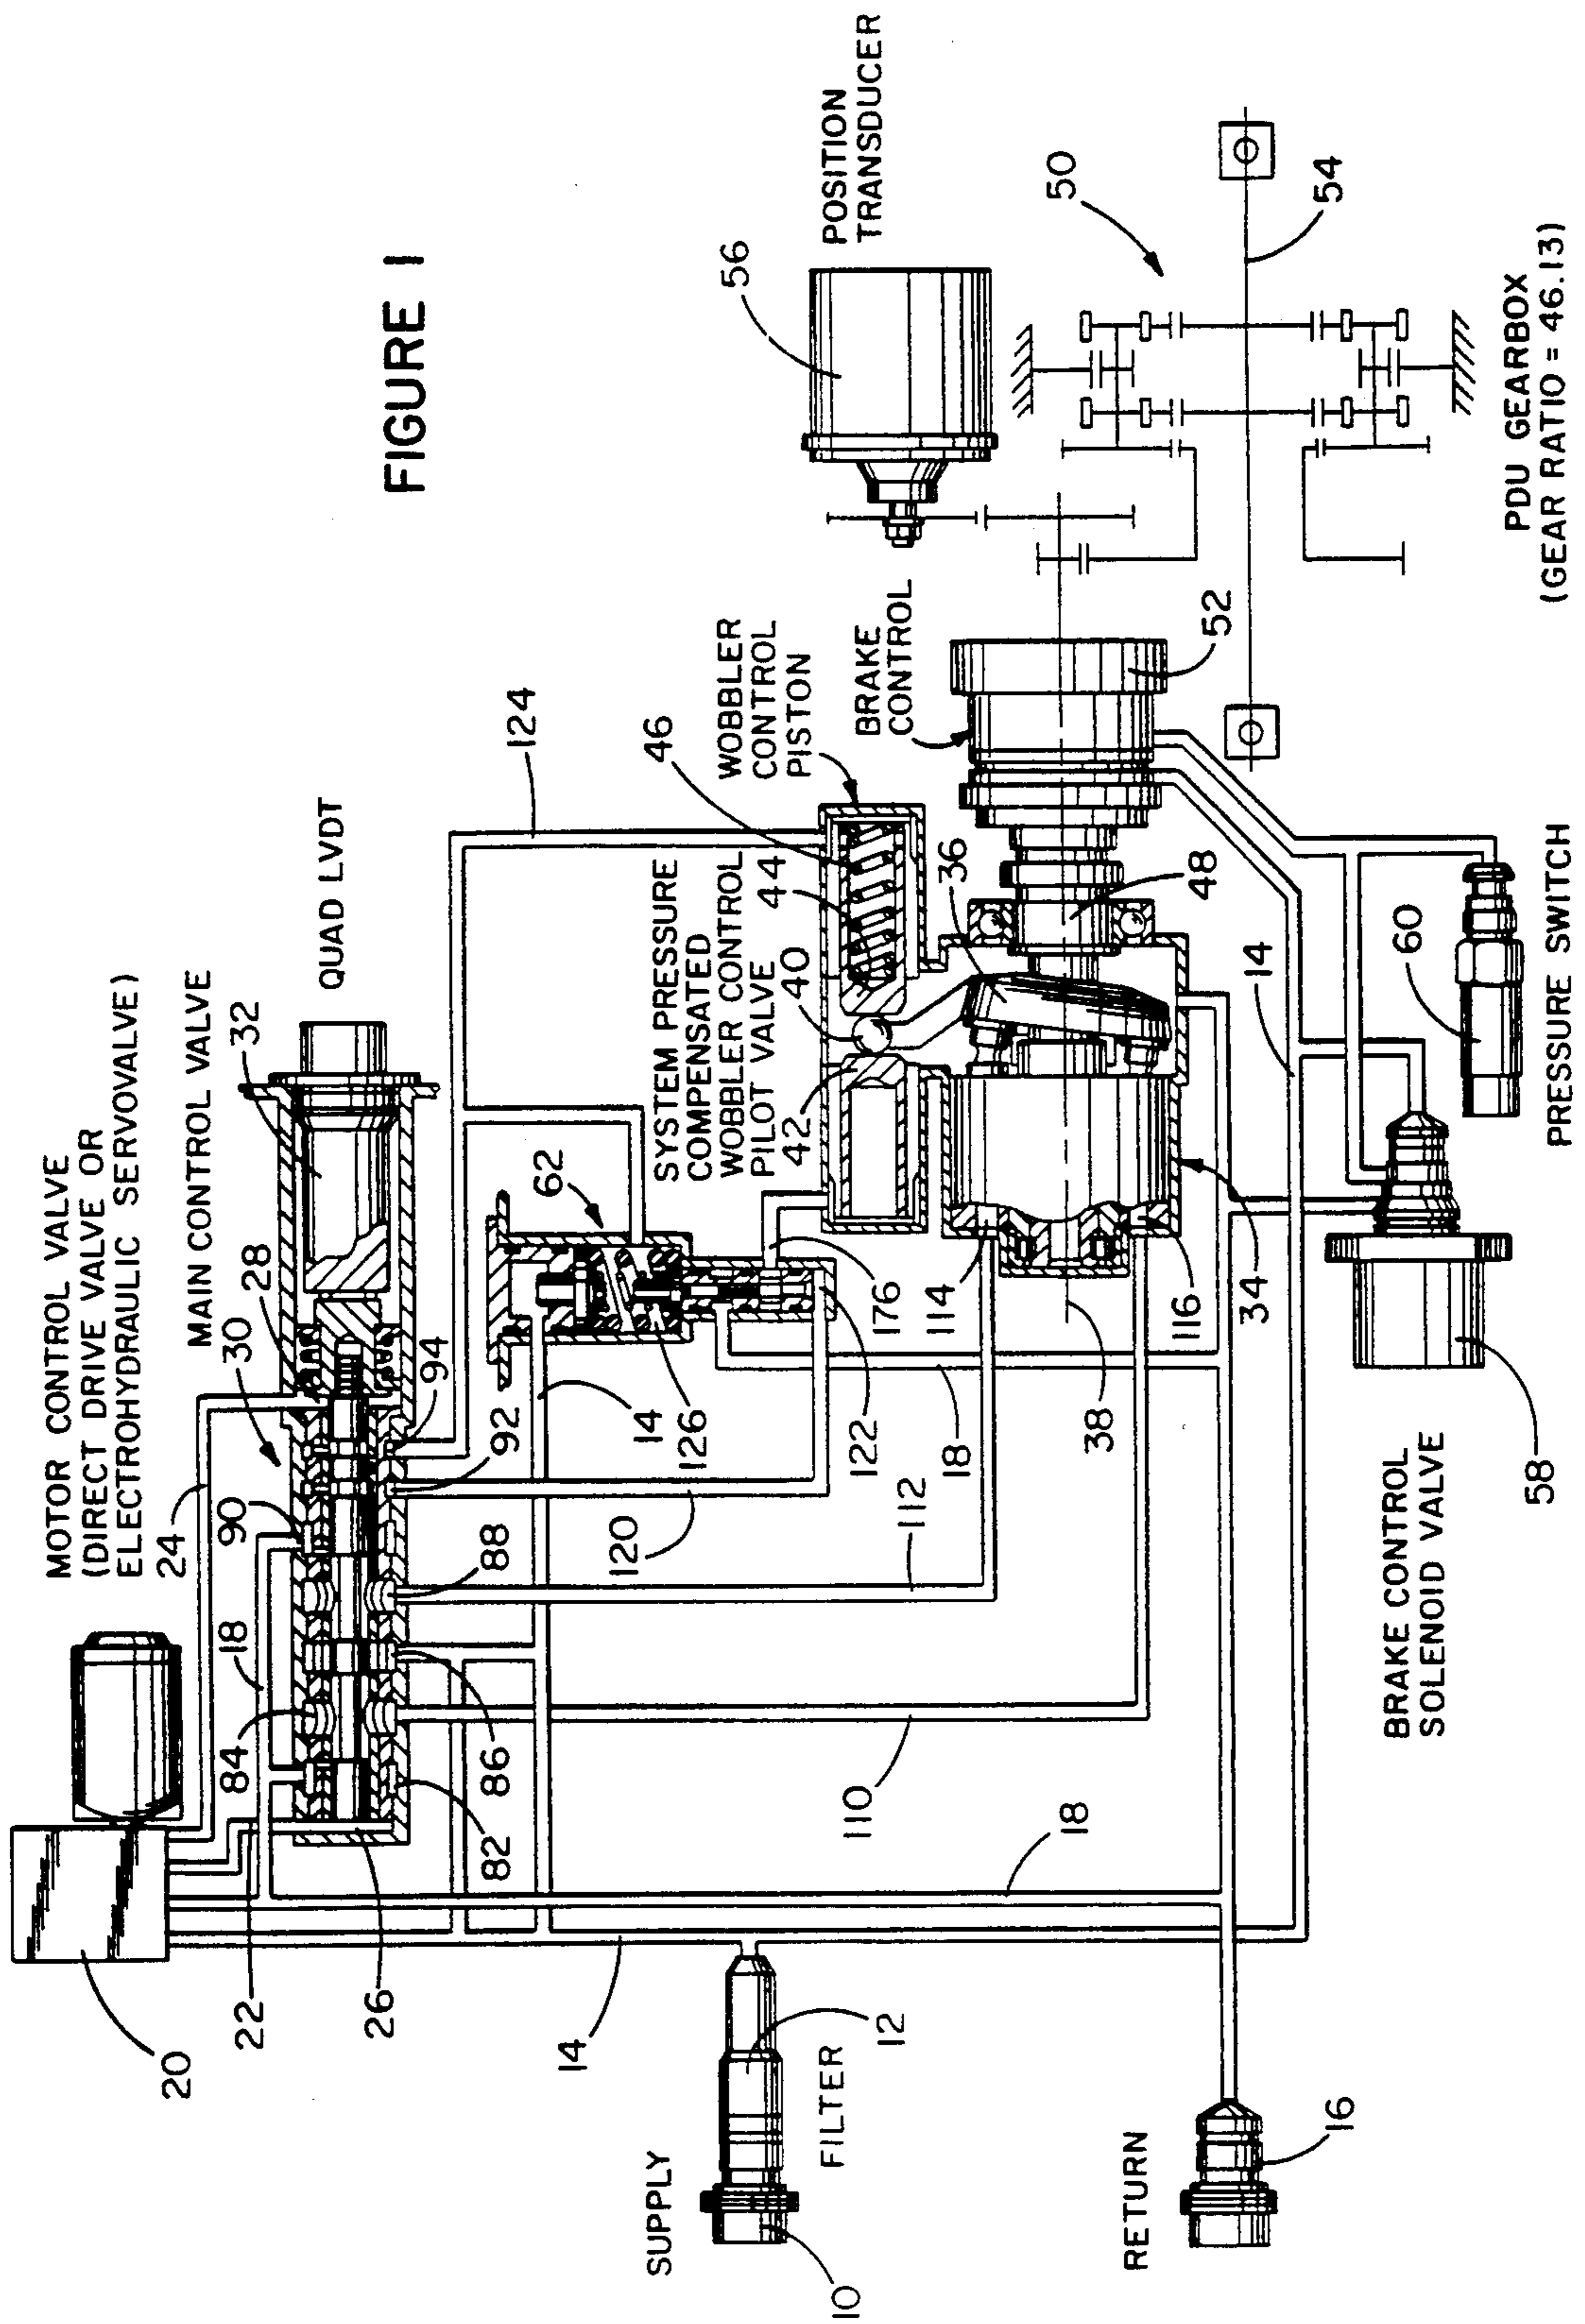 FIGURE 1
MOTOR CONTROL VALVE
(DIRECT DRIVE VALVE OR
ELECTROHYDRAULIC SERVOVALVE)
MAIN CONTROL VALVE
QUAD LVDT
20
22
26
24
18
84
90
30
28
32
82
86
88
92
94
124
14
62
14
126
120
122
176
18
112
110
114
116
34
38
SYSTEM PRESSURE
COMPENSATED
WOBBLER CONTROL
PILOT VALVE
42
40
44
46
36
48
WOBBLER
CONTROL
PISTON
BRAKE
CONTROL
52
56
POSITION
TRANSDUCER
50
54
PDU GEARBOX
(GEAR RATIO = 46.13)
SUPPLY
10
12
FILTER
RETURN
16
18
14
BRAKE CONTROL
SOLENOID VALVE
58
60
PRESSURE SWITCH